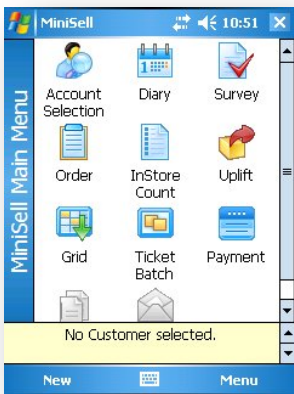 MiniSell 10:51
MiniSell Main Menu
Account Diary Survey
Selection
Order InStore Uplift
Count
Grid Ticket Payment
Batch
No Customer selected.
New Menu